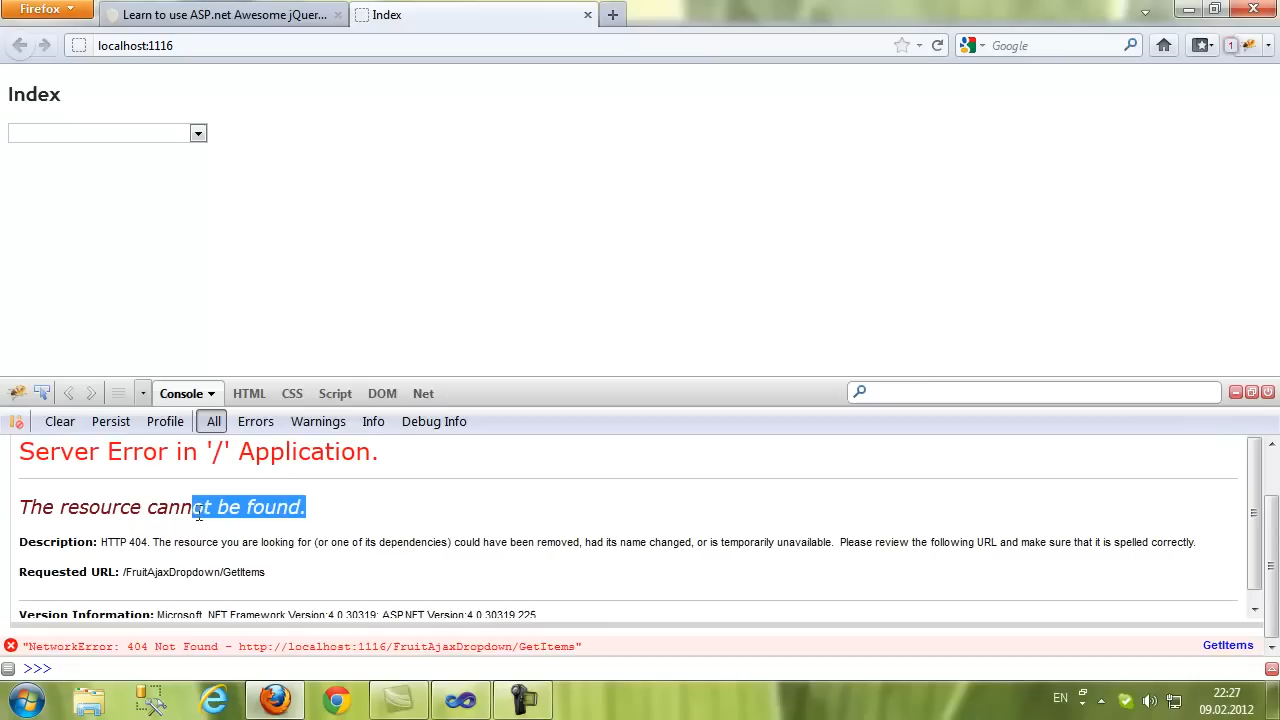 Firefox
Learn to use ASP.net Awesome jQuer...
Index
localhost:1116
Google
1
Index
Console
HTML
CSS
Script
DOM
Net
Clear
Persist
Profile
All
Errors
Warnings
Info
Debug Info
Server Error in '/' Application.
The resource cannot be found.
Description: HTTP 404. The resource you are looking for (or one of its dependencies) could have been removed, had its name changed, or is temporarily unavailable. Please review the following URL and make sure that it is spelled correctly.
Requested URL: /FruitAjaxDropdown/GetItems
Version Information: Microsoft .NET Framework Version:4.0.30319; ASP.NET Version:4.0.30319.225
"NetworkError: 404 Not Found - http://localhost:1116/FruitAjaxDropdown/GetItems"
GetItems
>>>
EN
22:27
09.02.2012